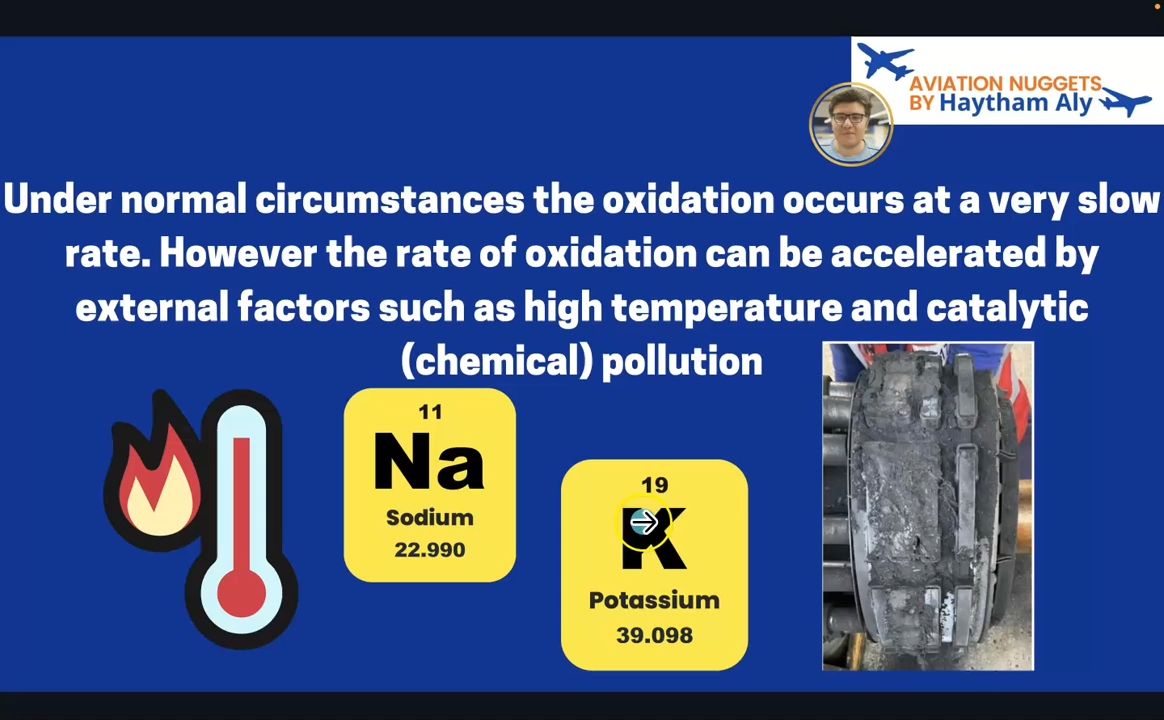 AVIATION NUGGETS
BY Haytham Aly
Under normal circumstances the oxidation occurs at a very slow
rate. However the rate of oxidation can be accelerated by
external factors such as high temperature and catalytic
(chemical) pollution
11
Na
Sodium
22.990
19
K
Potassium
39.098